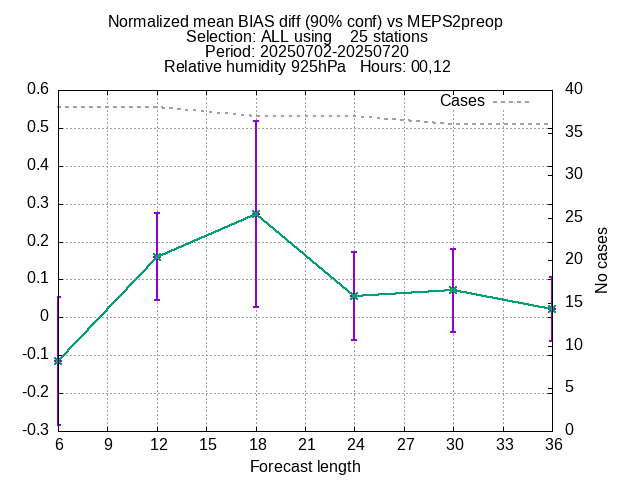 Normalized mean BIAS diff (90% conf) vs MEPS2preop
Selection: ALL using 25 stations
Period: 20250702-20250720
Relative humidity 925hPa Hours: 00,12
Cases
0.6
0.5
0.4
0.3
0.2
0.1
0
-0.1
-0.2
-0.3
40
35
30
25
20
15
10
5
0
No cases
6 9 12 15 18 21 24 27 30 33 36
Forecast length